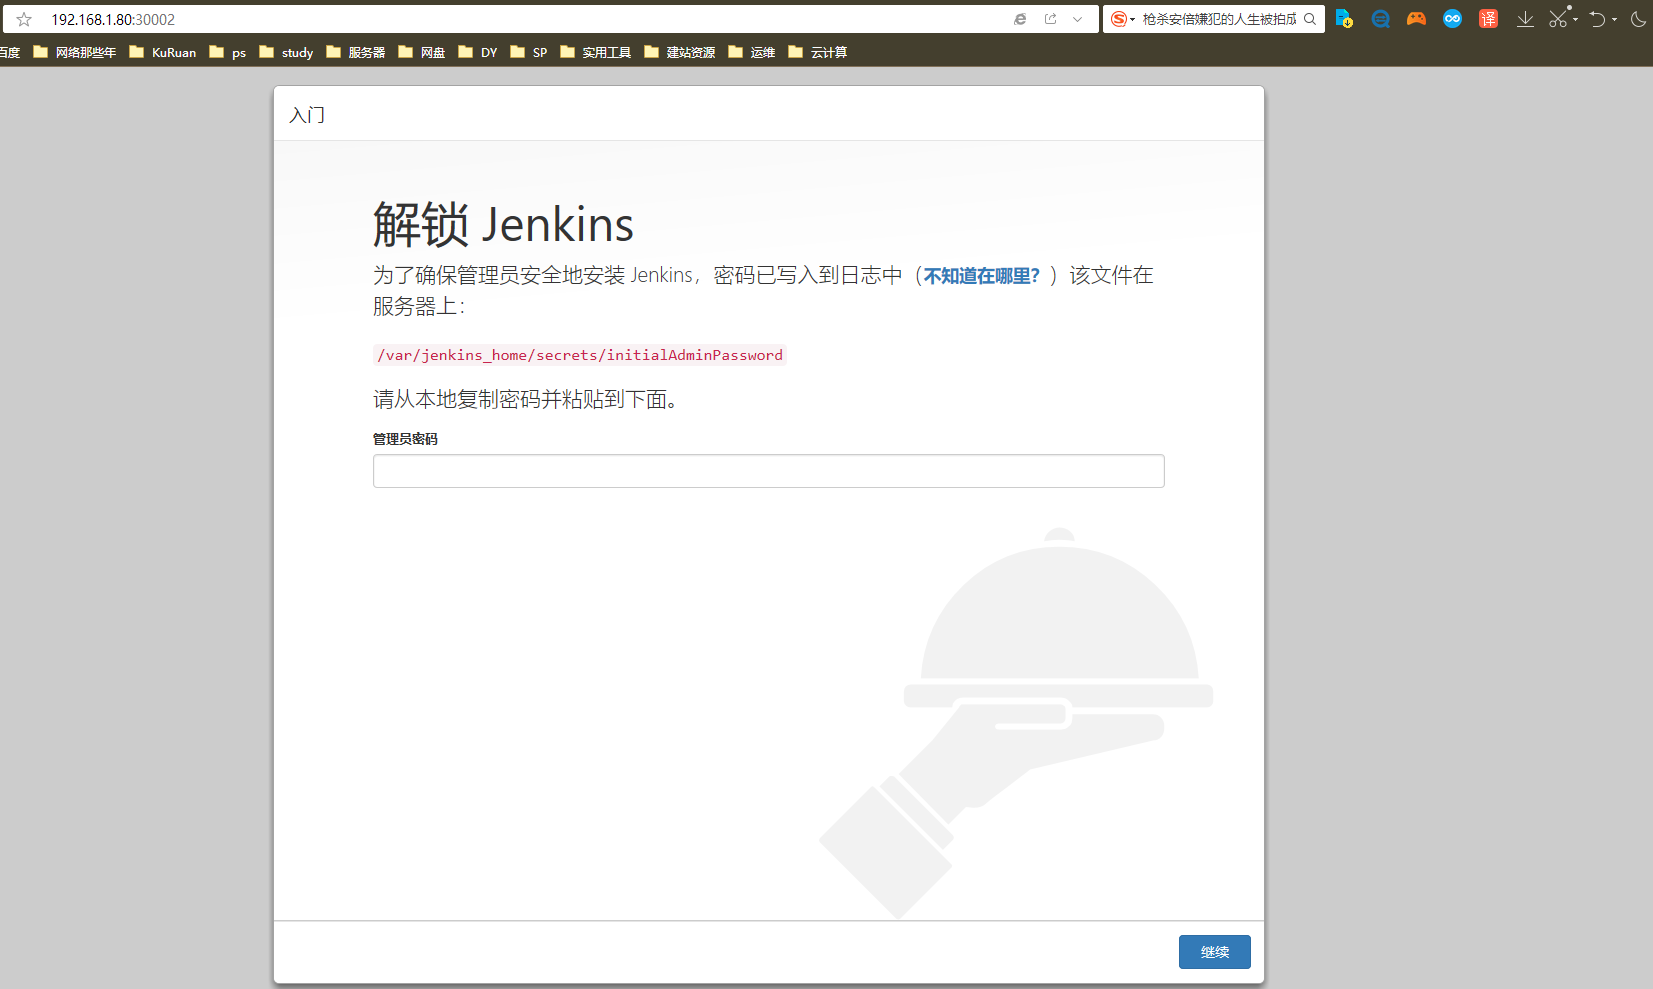 192.168.1.80:30002
枪杀安倍嫌犯的人生被拍成
译
百度 网络那些年 KuRuan ps study 服务器 网盘 DY SP 实用工具 建站资源 运维 云计算
入门
解锁 Jenkins
为了确保管理员安全地安装 Jenkins，密码已写入到日志中（不知道在哪里？）该文件在
服务器上：
/var/jenkins_home/secrets/initialAdminPassword
请从本地复制密码并粘贴到下面。
管理员密码
继续